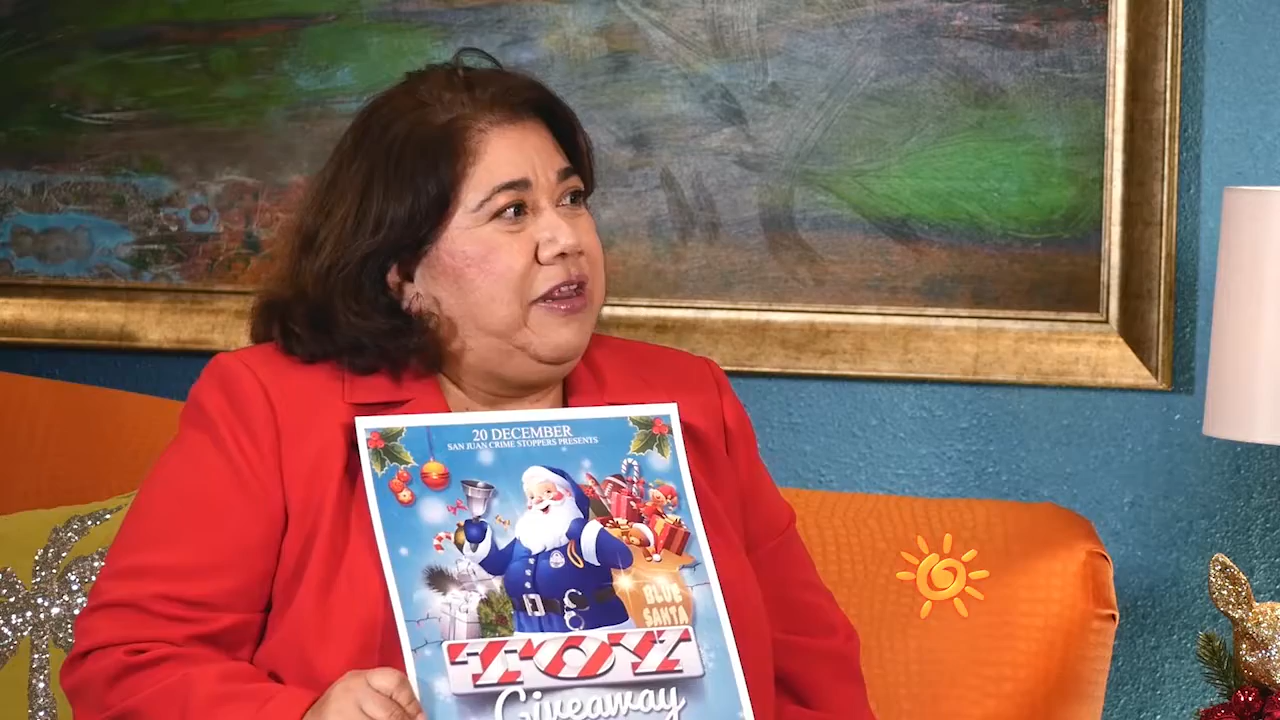 20 DECEMBER
SAN JUAN CRIME STOPPERS PRESENTS
BLUE
SANTA
TOY
Giveaway